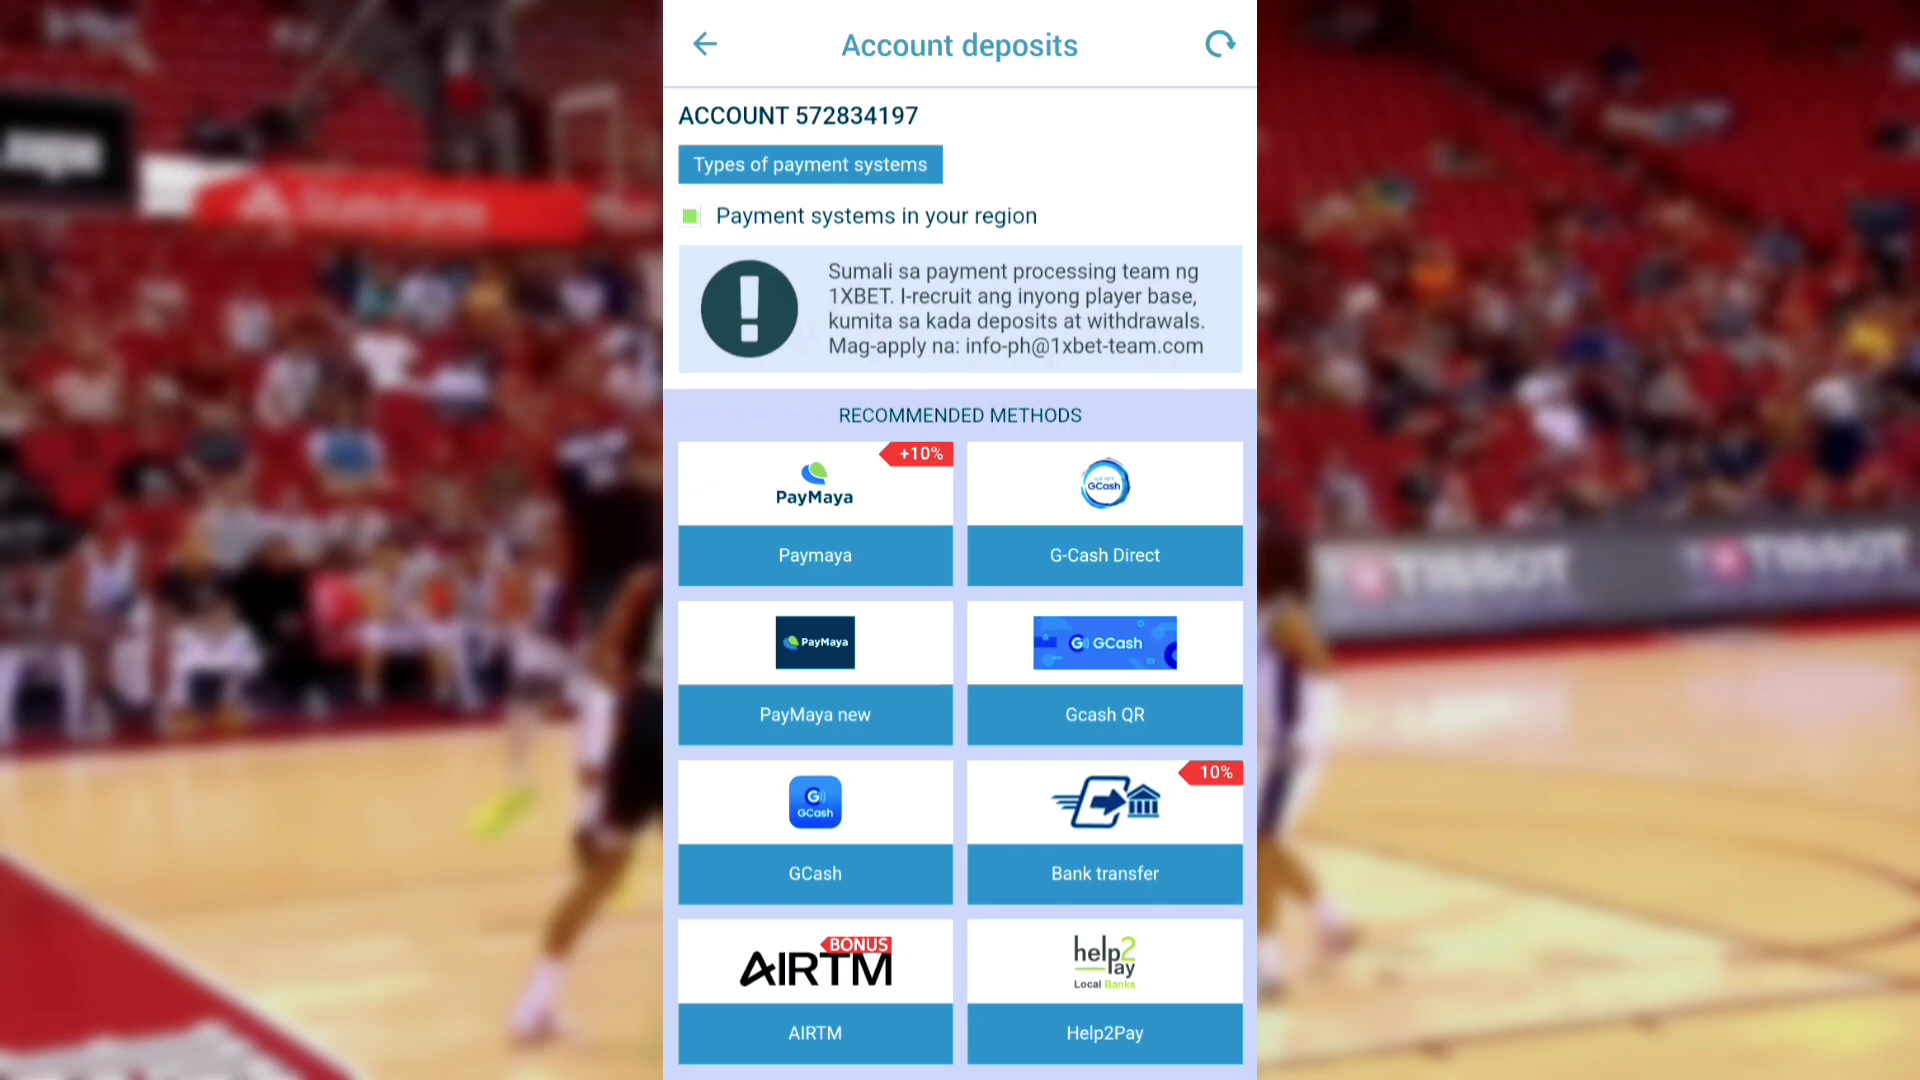 Account deposits
ACCOUNT 572834197
Types of payment systems
Payment systems in your region
Sumali sa payment processing team ng
1XBET. I-recruit ang inyong player base,
kumita sa kada deposits at withdrawals.
Mag-apply na: info-ph@1xbet-team.com
RECOMMENDED METHODS
+10%
PayMaya
GCash
Paymaya
G-Cash Direct
PayMaya
G) GCash
PayMaya new
Gcash QR
10%
G)
GCash
GCash
Bank transfer
BONUS
AIRTM
help2
Pay
Local Banks
AIRTM
Help2Pay
StateFarm
TISSOT
TISSOT